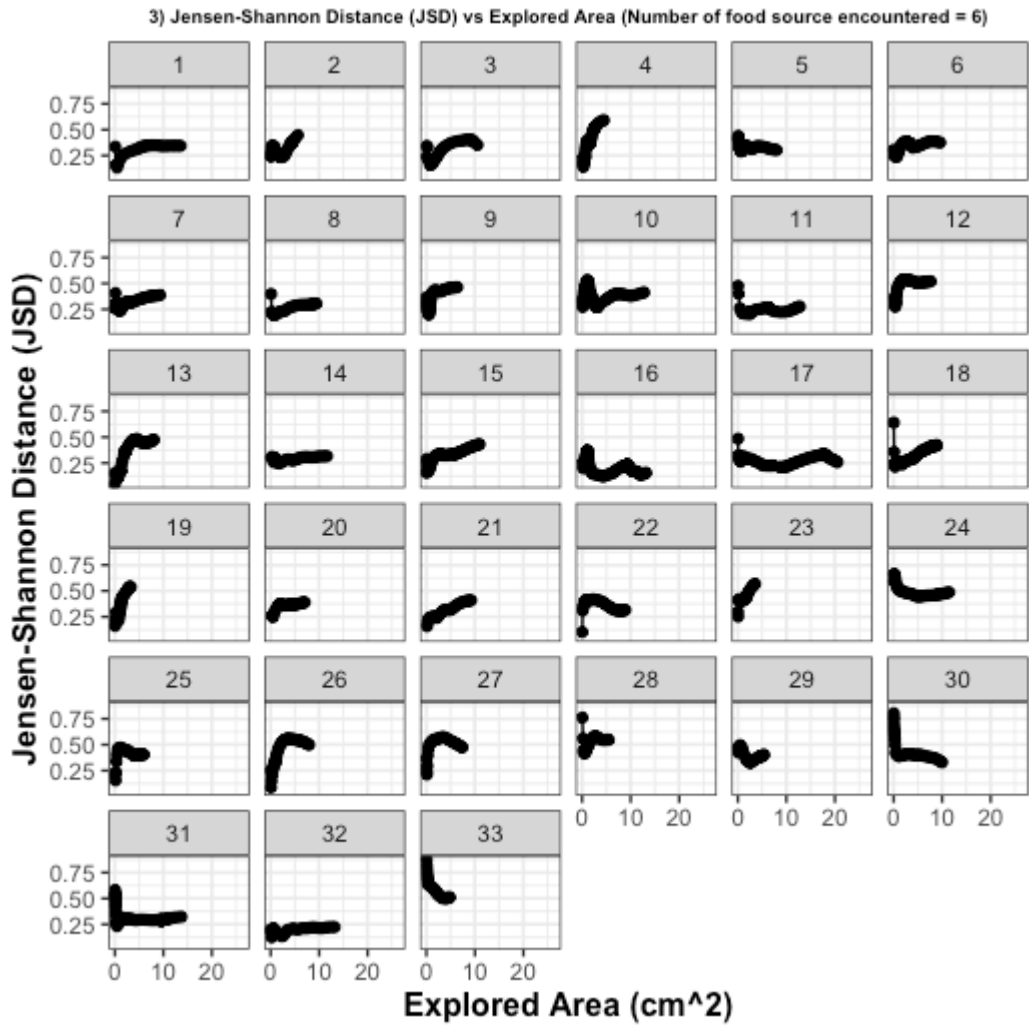 3) Jensen-Shannon Distance (JSD) vs Explored Area (Number of food source encountered = 6)
Jensen-Shannon Distance (JSD)
1 2 3 4 5 6
0.75
0.50
0.25
7 8 9 10 11 12
0.75
0.50
0.25
13 14 15 16 17 18
0.75
0.50
0.25
19 20 21 22 23 24
0.75
0.50
0.25
25 26 27 28 29 30
0.75
0.50
0.25
0 10 20 0 10 20 0 10 20
31 32 33
0.75
0.50
0.25
0 10 20 0 10 20 0 10 20
Explored Area (cm^2)